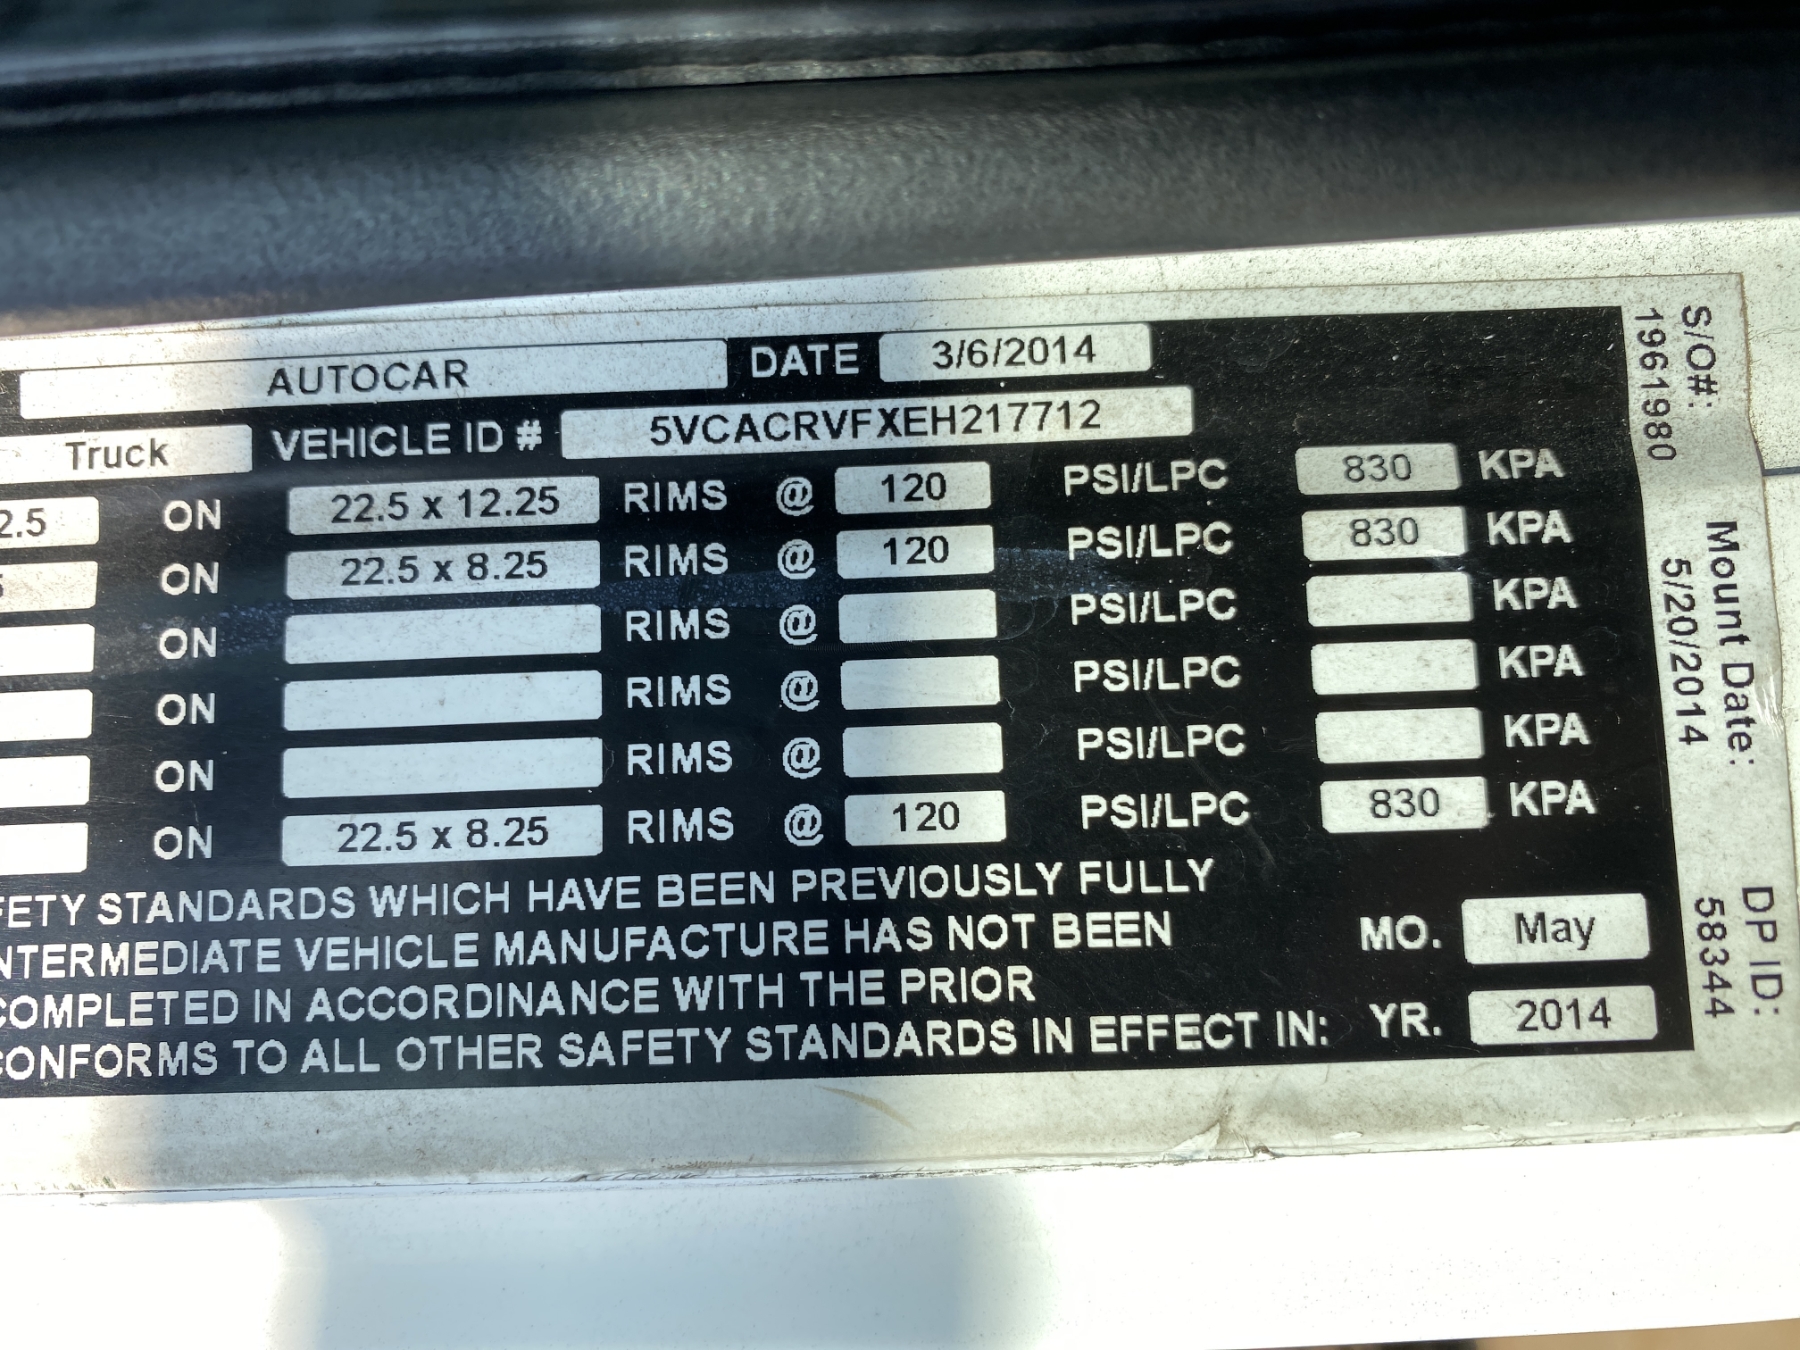 AUTOCAR DATE 3/6/2014
Truck VEHICLE ID # 5VCACRVFXEH217712
2.5 ON 22.5 x 12.25 RIMS @ 120 PSI/LPC 830 KPA
5 ON 22.5 x 8.25 RIMS @ 120 PSI/LPC 830 KPA
ON RIMS @ PSI/LPC KPA
ON RIMS @ PSI/LPC KPA
ON RIMS @ PSI/LPC KPA
ON 22.5 x 8.25 RIMS @ 120 PSI/LPC 830 KPA
FETY STANDARDS WHICH HAVE BEEN PREVIOUSLY FULLY
NTERMEDIATE VEHICLE MANUFACTURE HAS NOT BEEN MO. May
COMPLETED IN ACCORDINANCE WITH THE PRIOR
CONFORMS TO ALL OTHER SAFETY STANDARDS IN EFFECT IN: YR. 2014
S/O#: Mount Date: DP ID:
1961980 5/20/2014 58344